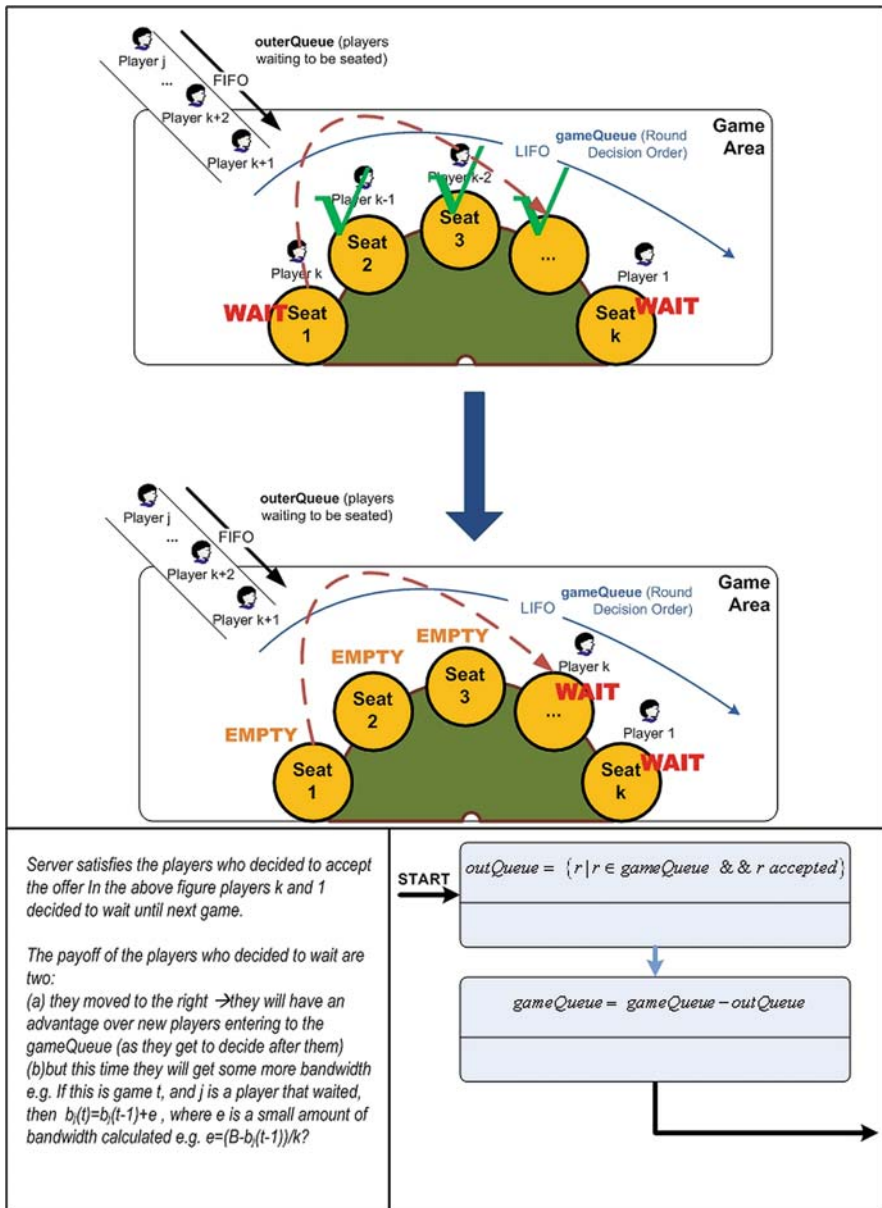 outerQueue (players
waiting to be seated)
Player j
FIFO
...
Player k+2
Player k+1
Game
Area
gameQueue (Round
Decision Order)
LIFO
Player k-2
Player k-1
Player k
Player 1
Seat
3
Seat
2
...
WAIT
Seat
1
Seat
k
WAIT
outerQueue (players
waiting to be seated)
Player j
FIFO
...
Player k+2
Player k+1
Game
Area
gameQueue (Round
Decision Order)
LIFO
EMPTY
EMPTY
Player k
WAIT
Seat
3
Seat
2
...
EMPTY
Player 1
WAIT
Seat
1
Seat
k
Server satisfies the players who decided to accept
the offer In the above figure players k and 1
decided to wait until next game.
The payoff of the players who decided to wait are
two:
(a) they moved to the right →they will have an
advantage over new players entering to the
gameQueue (as they get to decide after them)
(b)but this time they will get some more bandwidth
e.g. If this is game t, and j is a player that waited,
then bj(t)=bj(t-1)+e , where e is a small amount of
bandwidth calculated e.g. e=(B-bj(t-1))/k?
START
outQueue = {r | r ∈ gameQueue && r accepted}
gameQueue = gameQueue − outQueue